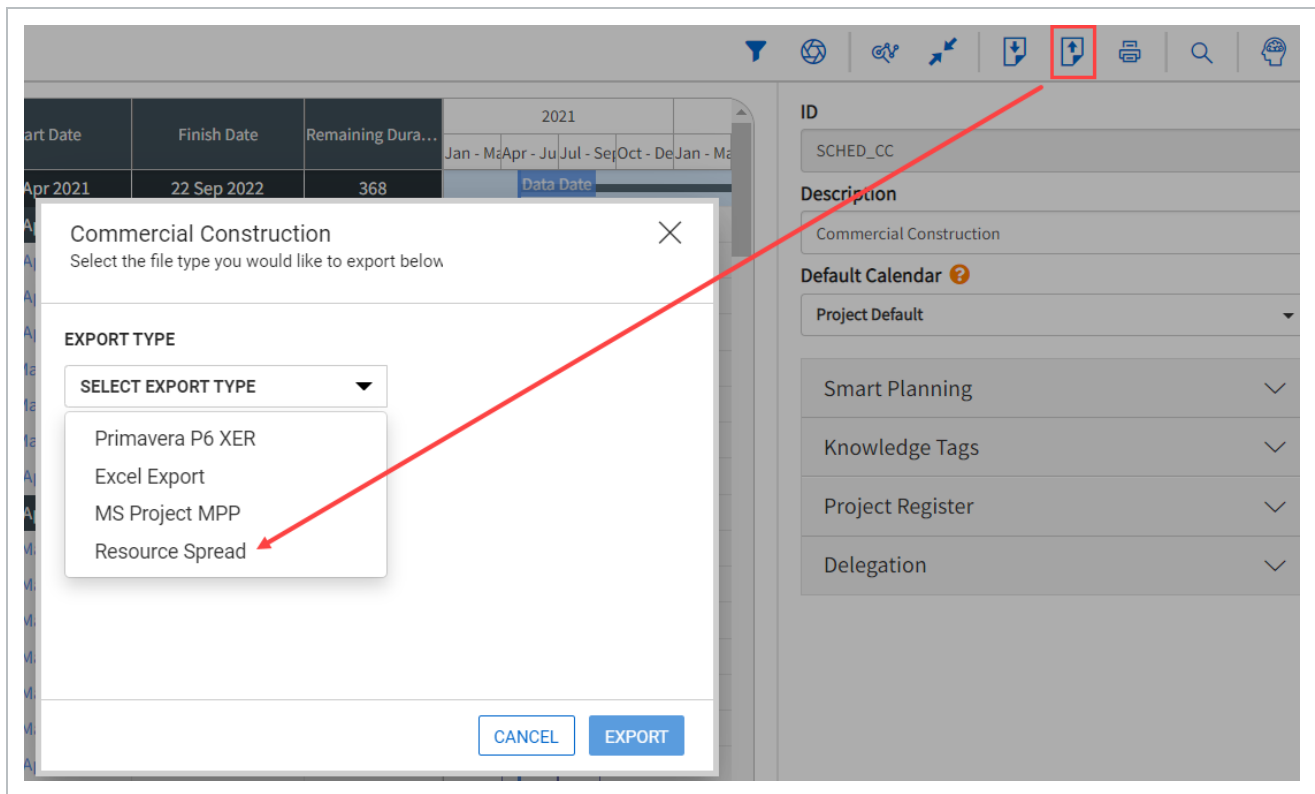 2021
ID
art Date
Finish Date
Remaining Dura...
Jan - Ma
Apr - Ju
Jul - Sep
Oct - De
Jan - Ma
SCHED_CC
Apr 2021
22 Sep 2022
368
Data Date
Description
Commercial Construction
Select the file type you would like to export below
Commercial Construction
Default Calendar
Project Default
EXPORT TYPE
SELECT EXPORT TYPE
Primavera P6 XER
Excel Export
MS Project MPP
Resource Spread
Smart Planning
Knowledge Tags
Project Register
Delegation
CANCEL
EXPORT